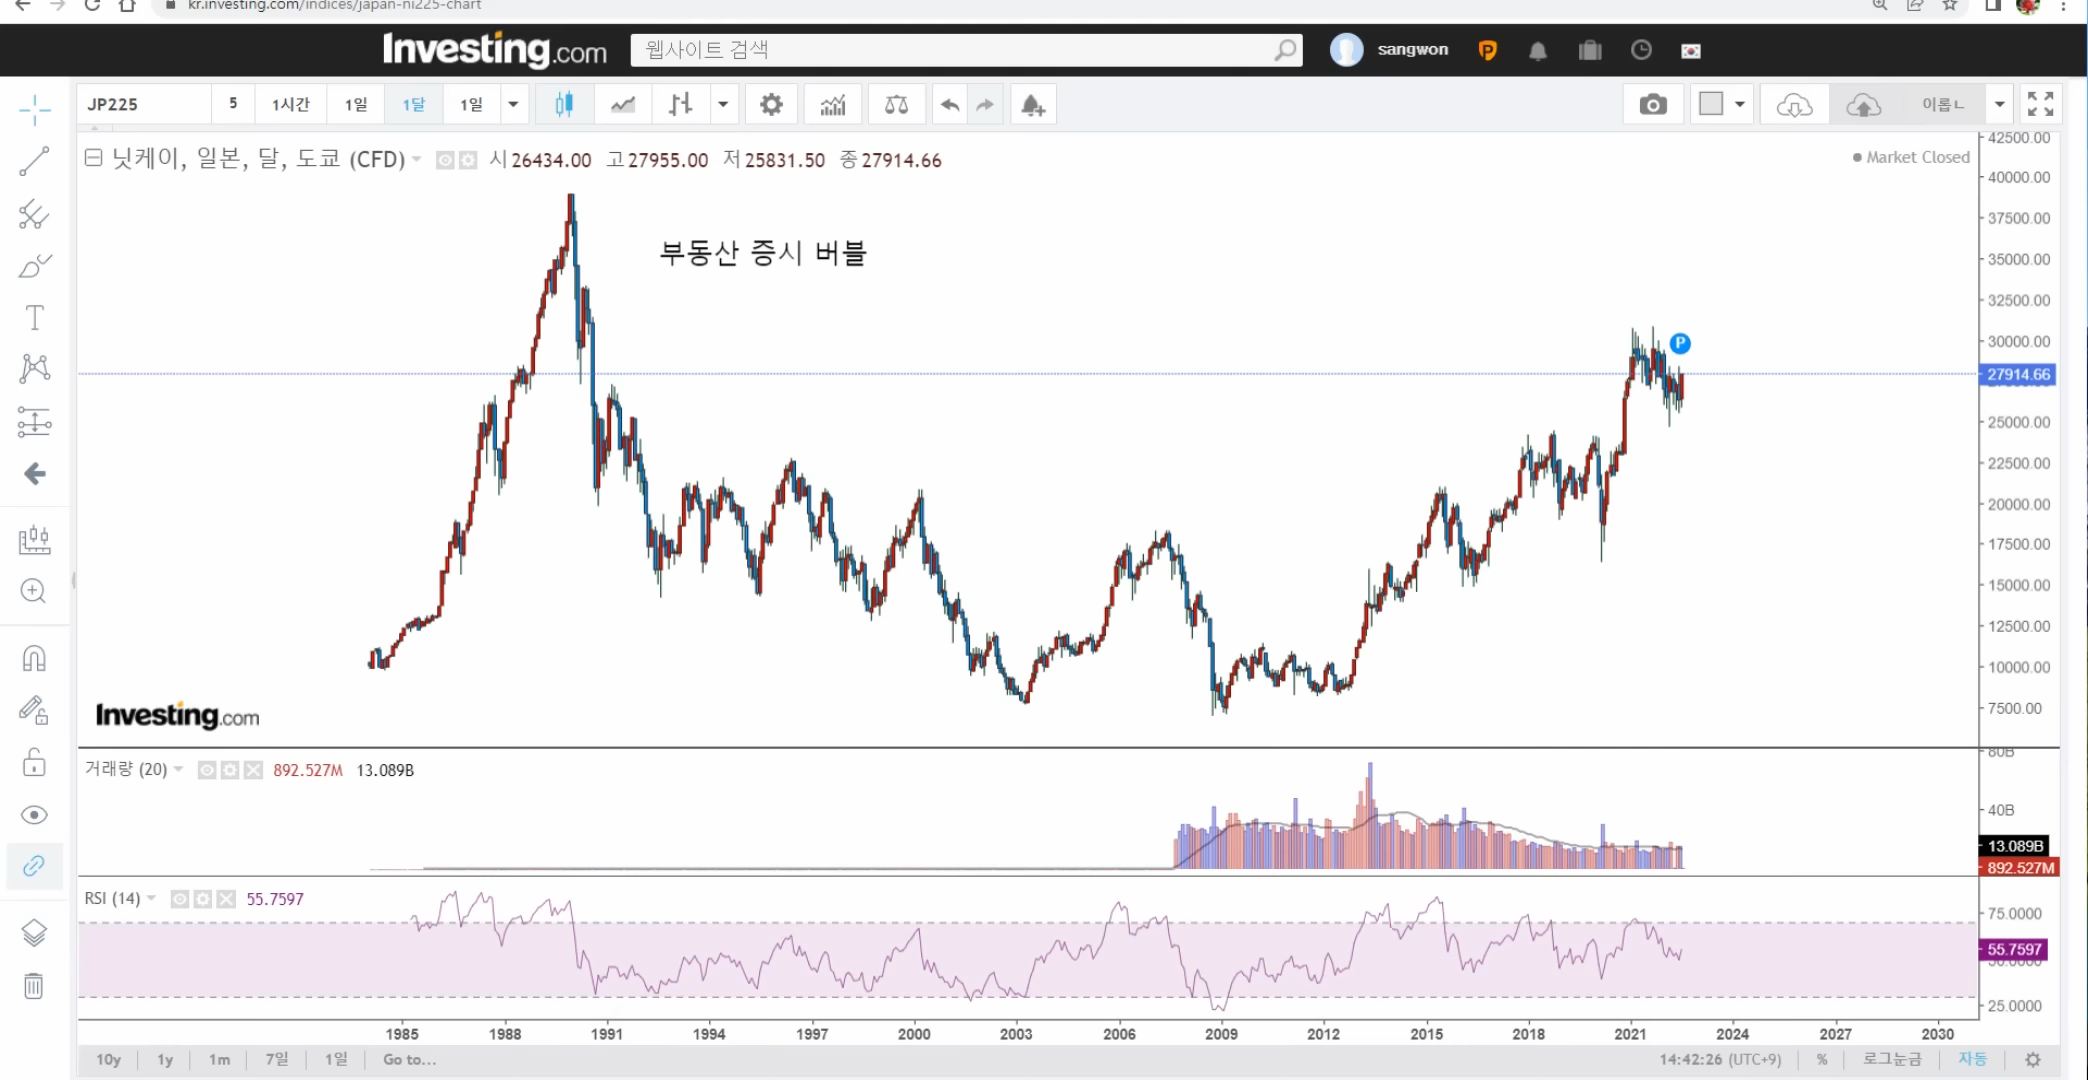 kr.investing.com/indices/japan-ni225-chart
Investing.com
웹사이트 검색
sangwon
JP225 5 1시간 1일 1달 1일
이름ㄴ
닛케이, 일본, 달, 도쿄 (CFD) 시 26434.00 고 27955.00 저 25831.50 종 27914.66
Market Closed
부동산 증시 버블
P
42500.00
40000.00
37500.00
35000.00
32500.00
30000.00
27914.66
25000.00
22500.00
20000.00
17500.00
15000.00
12500.00
10000.00
7500.00
Investing.com
거래량 (20) 892.527M 13.089B
80B
40B
13.089B
892.527M
RSI (14) 55.7597
75.0000
55.7597
25.0000
1985 1988 1991 1994 1997 2000 2003 2006 2009 2012 2015 2018 2021 2024 2027 2030
10y 1y 1m 7일 1일 Go to... 14:42:26 (UTC+9) % 로그눈금 자동